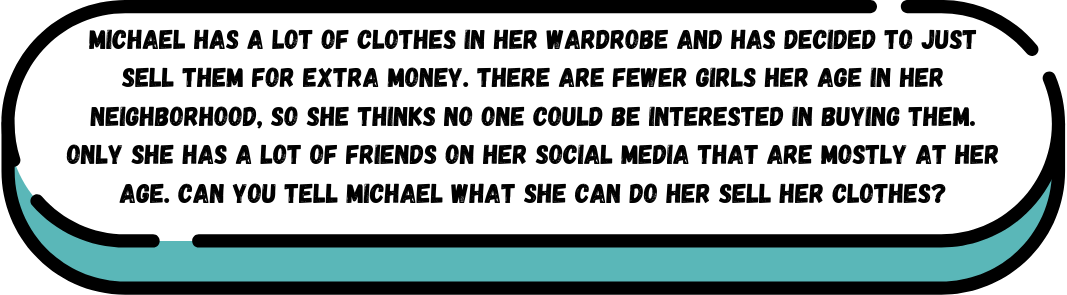 MICHAEL HAS A LOT OF CLOTHES IN HER WARDROBE AND HAS DECIDED TO JUST
SELL THEM FOR EXTRA MONEY. THERE ARE FEWER GIRLS HER AGE IN HER
NEIGHBORHOOD, SO SHE THINKS NO ONE COULD BE INTERESTED IN BUYING THEM.
ONLY SHE HAS A LOT OF FRIENDS ON HER SOCIAL MEDIA THAT ARE MOSTLY AT HER
AGE. CAN YOU TELL MICHAEL WHAT SHE CAN DO HER SELL HER CLOTHES?